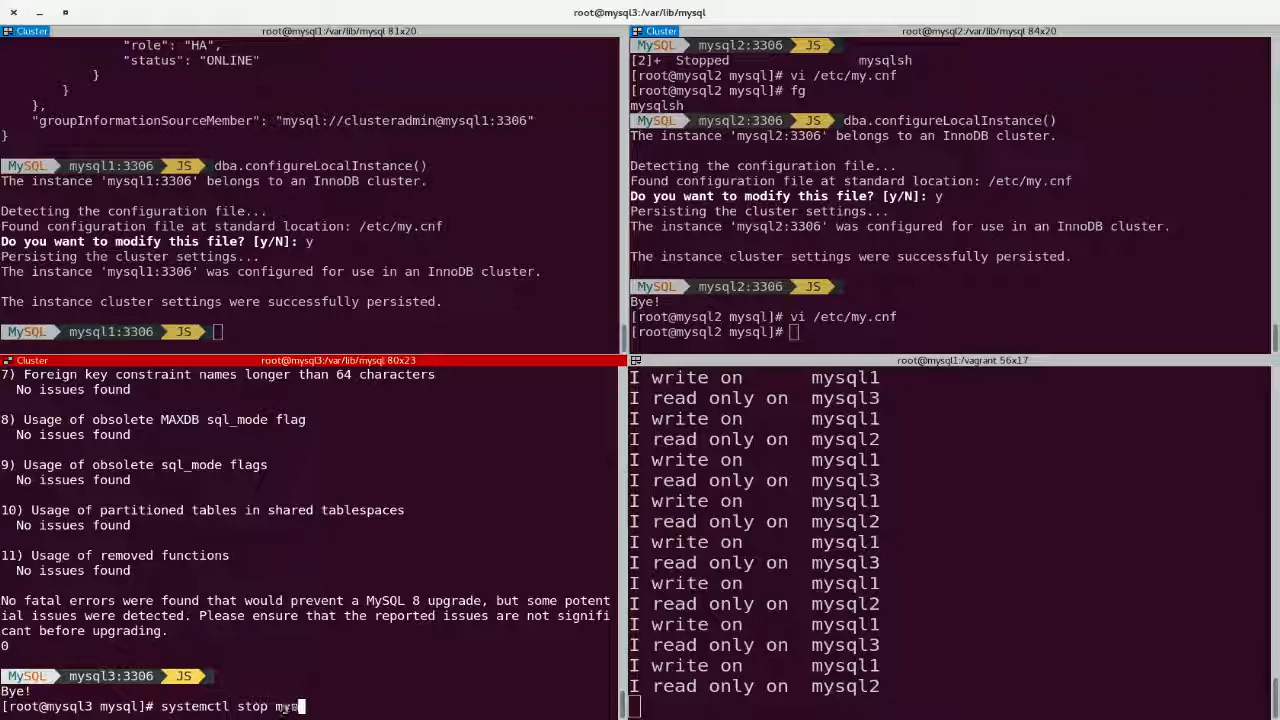 root@mysql3:/var/lib/mysql
Cluster root@mysql1:/var/lib/mysql 81x20
"role": "HA",
"status": "ONLINE"
}
}
},
"groupInformationSourceMember": "mysql://clusteradmin@mysql1:3306"
}
MySQL mysql1:3306 JS dba.configureLocalInstance()
The instance 'mysql1:3306' belongs to an InnoDB cluster.
Detecting the configuration file...
Found configuration file at standard location: /etc/my.cnf
Do you want to modify this file? [y/N]: y
Persisting the cluster settings...
The instance 'mysql1:3306' was configured for use in an InnoDB cluster.
The instance cluster settings were successfully persisted.
MySQL mysql1:3306 JS
Cluster root@mysql2:/var/lib/mysql 84x20
MySQL mysql2:3306 JS
[2]+ Stopped mysqlsh
[root@mysql2 mysql]# vi /etc/my.cnf
[root@mysql2 mysql]# fg
mysqlsh
MySQL mysql2:3306 JS dba.configureLocalInstance()
The instance 'mysql2:3306' belongs to an InnoDB cluster.
Detecting the configuration file...
Found configuration file at standard location: /etc/my.cnf
Do you want to modify this file? [y/N]: y
Persisting the cluster settings...
The instance 'mysql2:3306' was configured for use in an InnoDB cluster.
The instance cluster settings were successfully persisted.
MySQL mysql2:3306 JS
Bye!
[root@mysql2 mysql]# vi /etc/my.cnf
[root@mysql2 mysql]#
Cluster root@mysql3:/var/lib/mysql 80x23
7) Foreign key constraint names longer than 64 characters
No issues found
8) Usage of obsolete MAXDB sql_mode flag
No issues found
9) Usage of obsolete sql_mode flags
No issues found
10) Usage of partitioned tables in shared tablespaces
No issues found
11) Usage of removed functions
No issues found
No fatal errors were found that would prevent a MySQL 8 upgrade, but some potent
ial issues were detected. Please ensure that the reported issues are not signifi
cant before upgrading.
0
MySQL mysql3:3306 JS
Bye!
[root@mysql3 mysql]# systemctl stop
root@mysql1:/vagrant 56x17
I write on mysql1
I read only on mysql3
I write on mysql1
I read only on mysql2
I write on mysql1
I read only on mysql3
I write on mysql1
I read only on mysql2
I write on mysql1
I read only on mysql3
I write on mysql1
I read only on mysql2
I write on mysql1
I read only on mysql3
I write on mysql1
I read only on mysql2